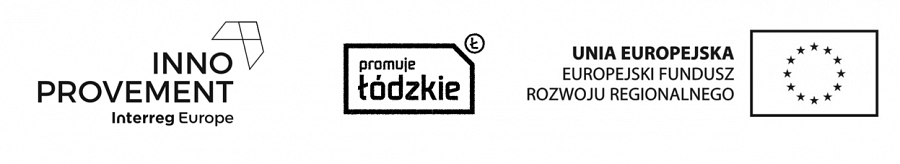 INNO
PROVEMENT
Interreg Europe
promuje
łódzkie
Ł
UNIA EUROPEJSKA
EUROPEJSKI FUNDUSZ
ROZWOJU REGIONALNEGO